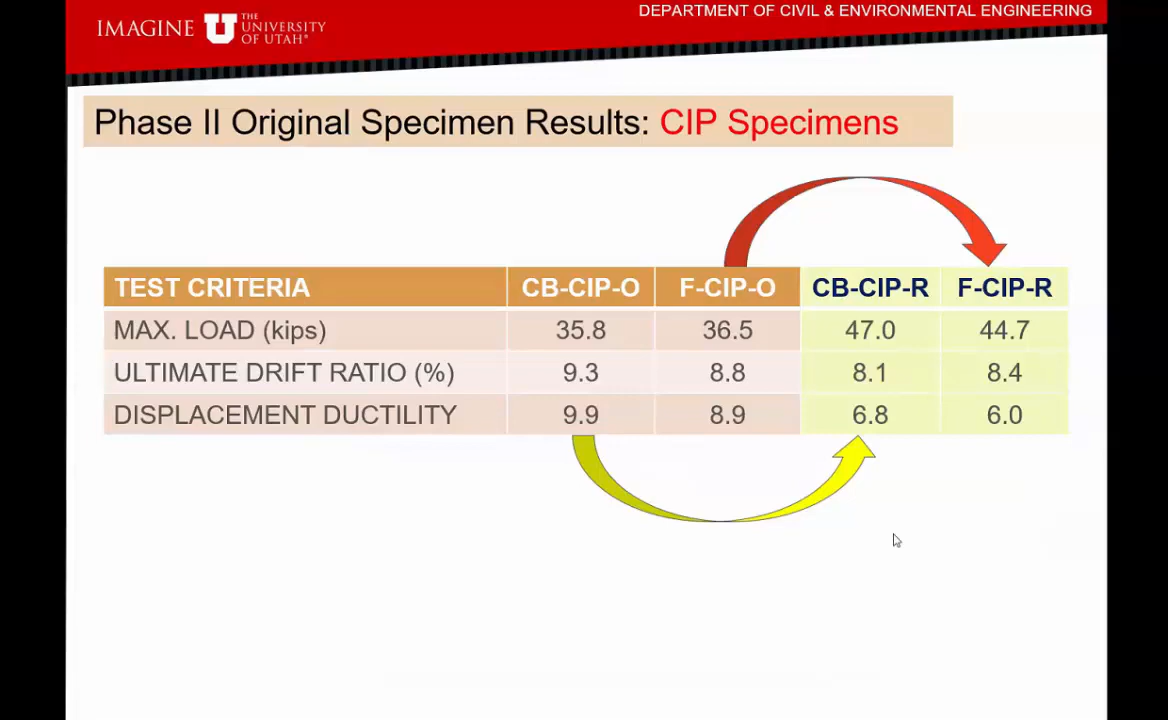 DEPARTMENT OF CIVIL & ENVIRONMENTAL ENGINEERING
IMAGINE U THE UNIVERSITY OF UTAH®
Phase II Original Specimen Results: CIP Specimens
TEST CRITERIA CB-CIP-O F-CIP-O CB-CIP-R F-CIP-R
MAX. LOAD (kips) 35.8 36.5 47.0 44.7
ULTIMATE DRIFT RATIO (%) 9.3 8.8 8.1 8.4
DISPLACEMENT DUCTILITY 9.9 8.9 6.8 6.0